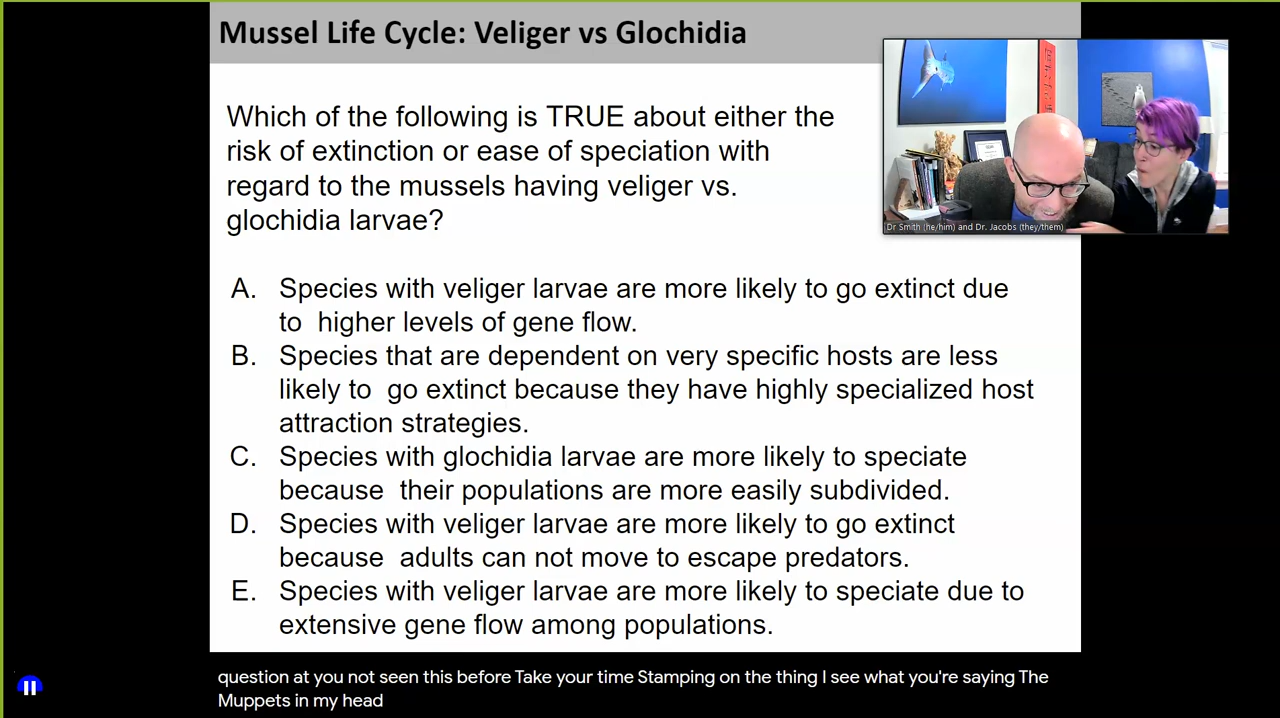 Mussel Life Cycle: Veliger vs Glochidia
Which of the following is TRUE about either the
risk of extinction or ease of speciation with
regard to the mussels having veliger vs.
glochidia larvae?
Dr Smith (he/him) and Dr. Jacobs (they/them)
A. Species with veliger larvae are more likely to go extinct due
to higher levels of gene flow.
B. Species that are dependent on very specific hosts are less
likely to go extinct because they have highly specialized host
attraction strategies.
C. Species with glochidia larvae are more likely to speciate
because their populations are more easily subdivided.
D. Species with veliger larvae are more likely to go extinct
because adults can not move to escape predators.
E. Species with veliger larvae are more likely to speciate due to
extensive gene flow among populations.
question at you not seen this before Take your time Stamping on the thing I see what you're saying The
Muppets in my head